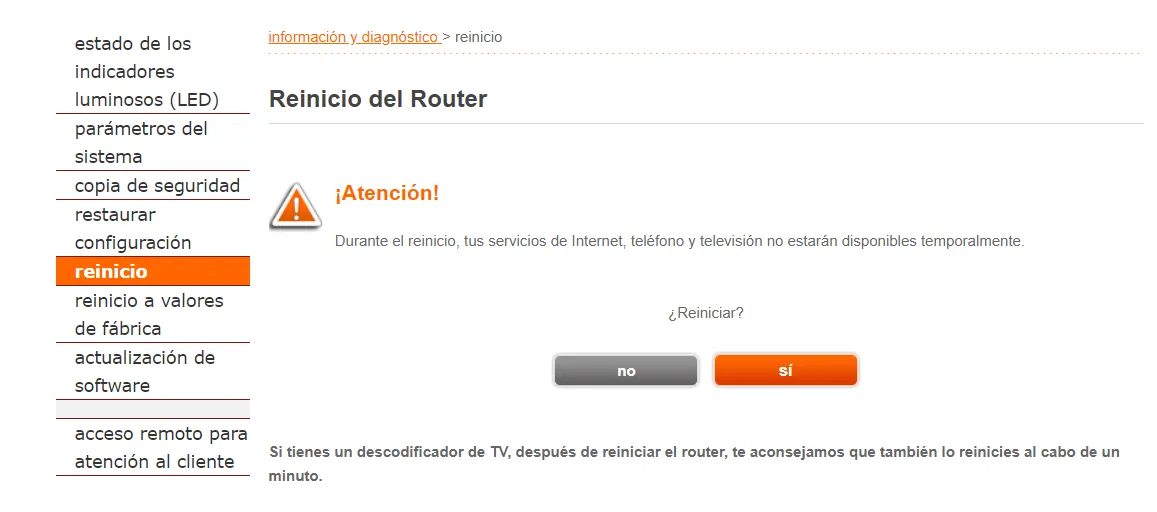 estado de los
indicadores
luminosos (LED)
parámetros del
sistema
copia de seguridad
restaurar
configuración
reinicio
reinicio a valores
de fábrica
actualización de
software
acceso remoto para
atención al cliente
información y diagnóstico > reinicio
Reinicio del Router
¡Atención!
Durante el reinicio, tus servicios de Internet, teléfono y televisión no estarán disponibles temporalmente.
¿Reiniciar?
no sí
Si tienes un descodificador de TV, después de reiniciar el router, te aconsejamos que también lo reinicies al cabo de un
minuto.